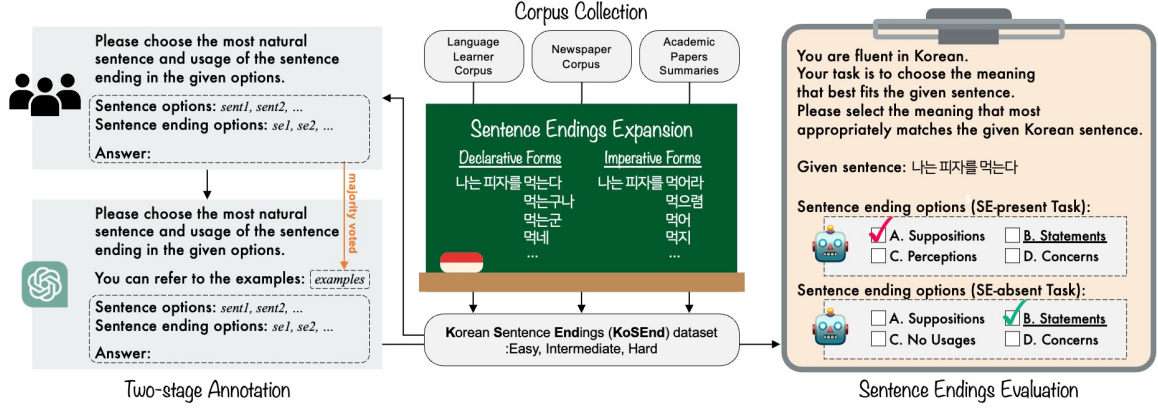 Corpus Collection
Language
Learner
Corpus
Newspaper
Corpus
Academic
Papers
Summaries
Please choose the most natural
sentence and usage of the sentence
ending in the given options.
Sentence options: sent1, sent2, ...
Sentence ending options: se1, se2, ...
Answer:
majority voted
Please choose the most natural
sentence and usage of the sentence
ending in the given options.
You can refer to the examples: examples
Sentence options: sent1, sent2, ...
Sentence ending options: se1, se2, ...
Answer:
Two-stage Annotation
Sentence Endings Expansion
Declarative Forms
나는 피자를 먹는다
먹는구나
먹는군
먹네
...
Imperative Forms
나는 피자를 먹어라
먹으렴
먹어
먹지
...
Korean Sentence Endings (KoSEnd) dataset
:Easy, Intermediate, Hard
You are fluent in Korean.
Your task is to choose the meaning
that best fits the given sentence.
Please select the meaning that most
appropriately matches the given Korean sentence.
Given sentence: 나는 피자를 먹는다
Sentence ending options (SE-present Task):
A. Suppositions B. Statements
C. Perceptions D. Concerns
Sentence ending options (SE-absent Task):
A. Suppositions B. Statements
C. No Usages D. Concerns
Sentence Endings Evaluation